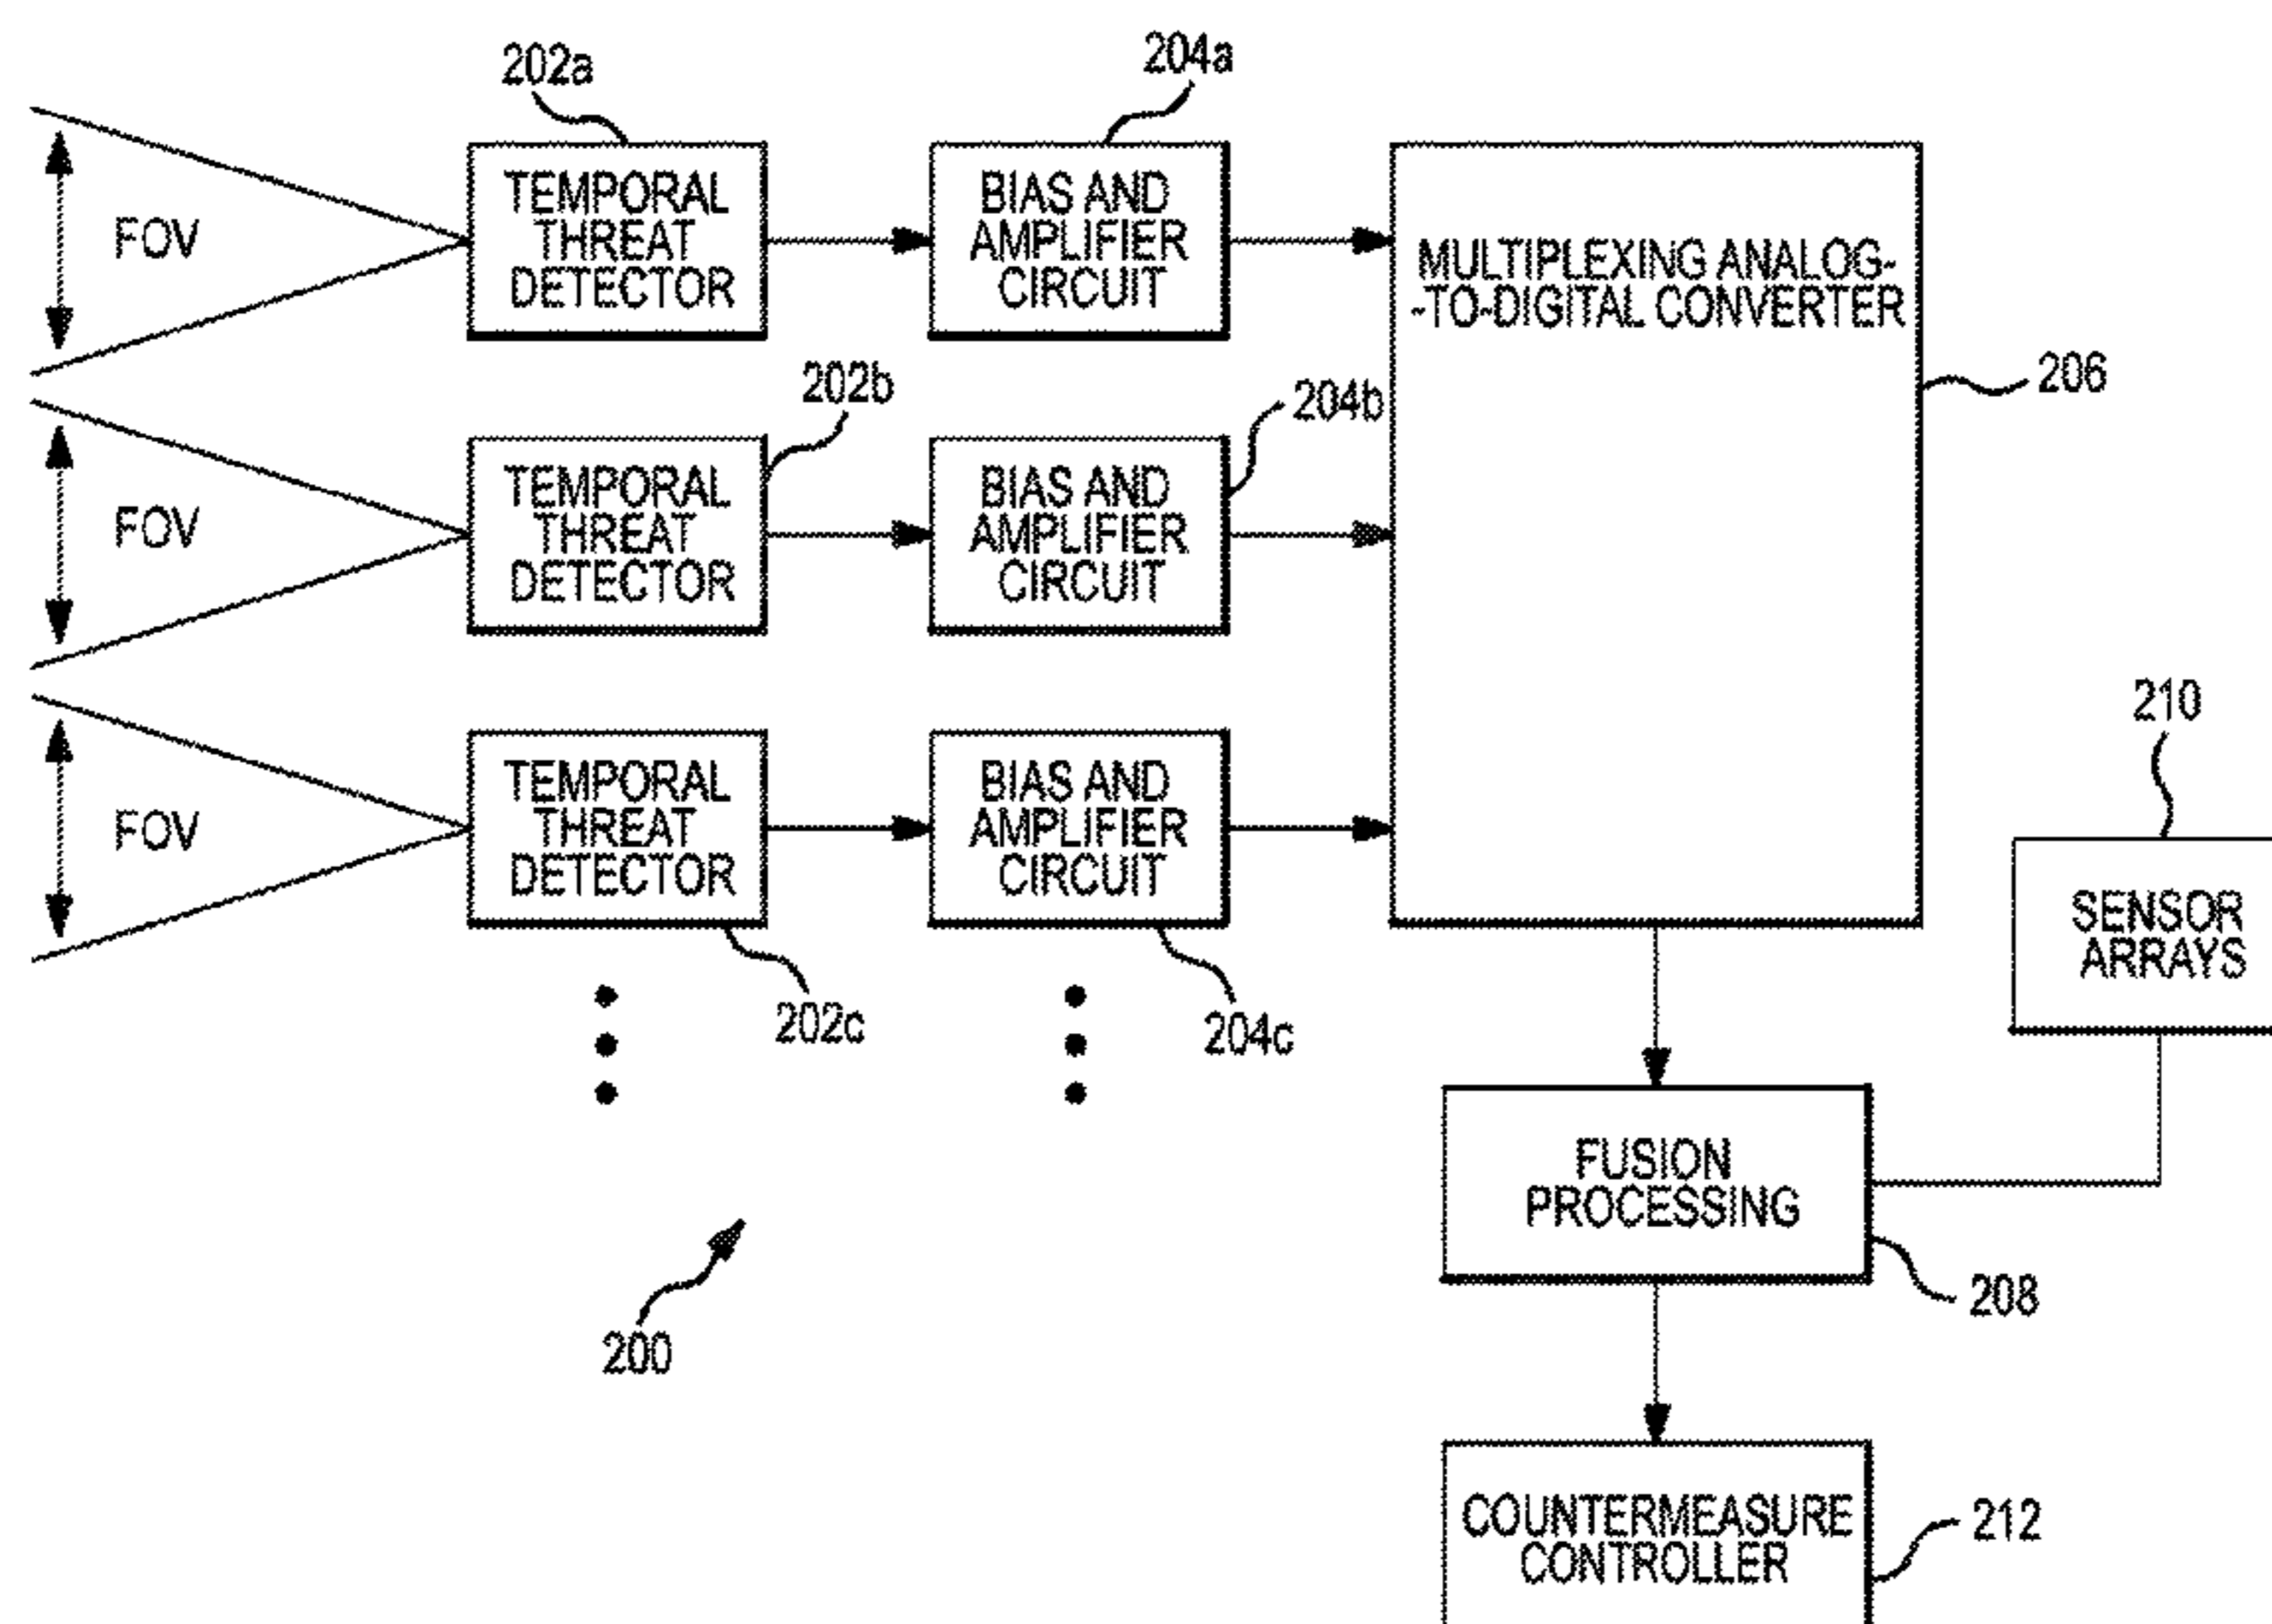 202a
204a
FOV
TEMPORAL
THREAT
DETECTOR
BIAS AND
AMPLIFIER
CIRCUIT
MULTIPLEXING ANALOG-
-TO-DIGITAL CONVERTER
206
202b
204b
FOV
TEMPORAL
THREAT
DETECTOR
BIAS AND
AMPLIFIER
CIRCUIT
210
FOV
TEMPORAL
THREAT
DETECTOR
BIAS AND
AMPLIFIER
CIRCUIT
SENSOR
ARRAYS
202c
204c
FUSION
PROCESSING
208
200
COUNTERMEASURE
CONTROLLER
212